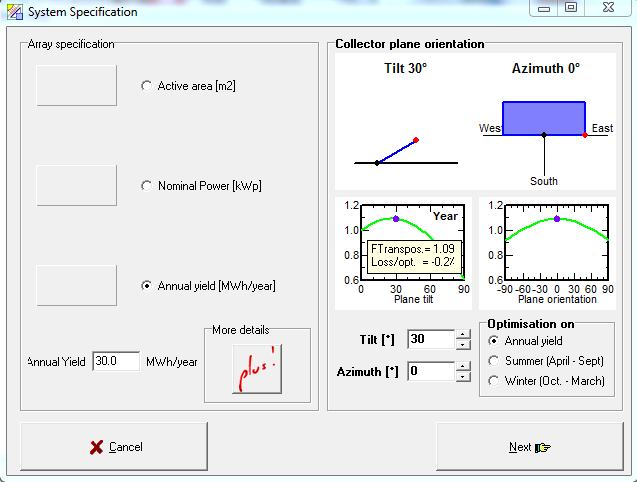 System Specification
Array specification
Active area [m2]
Nominal Power [kWp]
Annual yield [MWh/year]
More details
Annual Yield 30.0 MWh/year
plus!
Collector plane orientation
Tilt 30° Azimuth 0°
West East
South
1.2
1.0
0.8
0.6
Year
FTranspos.= 1.09
Loss/opt. = -0.2%
0 30 60 90
Plane tilt
1.2
1.0
0.8
0.6
-90 -60 -30 0 30 60 90
Plane orientation
Tilt [°] 30
Azimuth [°] 0
Optimisation on
Annual yield
Summer (April - Sept)
Winter (Oct. - March)
Cancel
Next